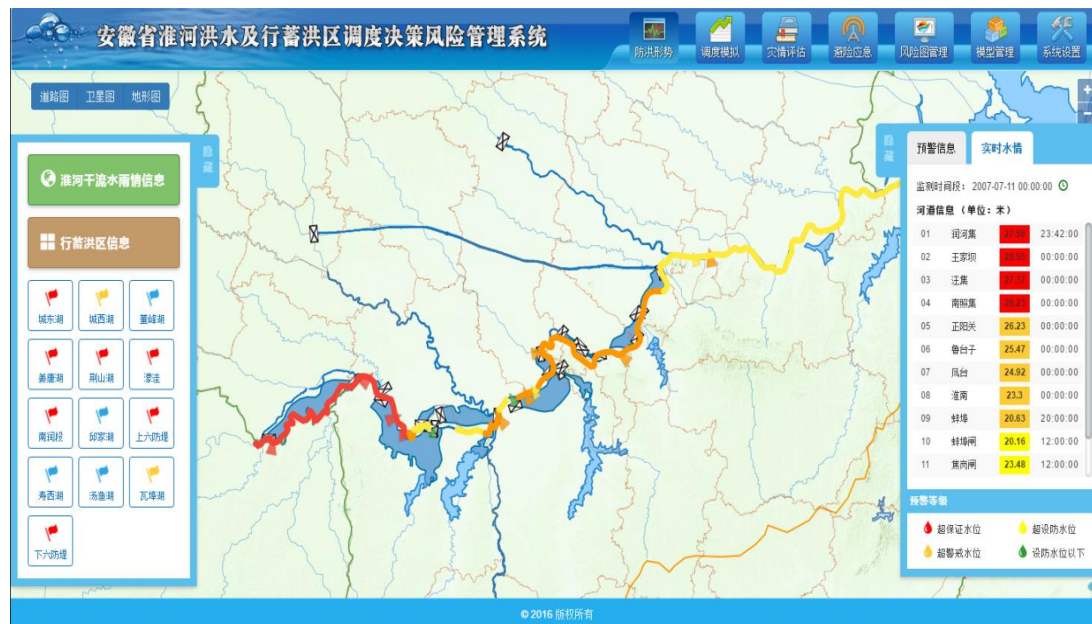 安徽省淮河洪水及行蓄洪区调度决策风险管理系统
防洪形势 调度模拟 灾情评估 避险应急 风险图管理 模型管理 系统设置
道路图 卫星图 地形图
隐藏
淮河干流水雨情信息
行蓄洪区信息
城东湖 城西湖 董峰湖
姜唐湖 荆山湖 濛洼
南润段 邱家湖 上六防堤
寿西湖 汤鱼湖 瓦埠湖
下六防堤
隐藏
预警信息 实时水情
监测时间段: 2007-07-11 00:00:00
河道信息 (单位: 米)
01 润河集 23:42:00
02 王家坝 00:00:00
03 汪集 00:00:00
04 南照集 00:00:00
05 正阳关 26.23 00:00:00
06 鲁台子 25.47 00:00:00
07 凤台 24.92 00:00:00
08 淮南 23.3 00:00:00
09 蚌埠 20.63 20:00:00
10 蚌埠闸 20.16 12:00:00
11 焦岗闸 23.48 12:00:00
预警等级
超保证水位 超设防水位
超警戒水位 设防水位以下
© 2016 版权所有